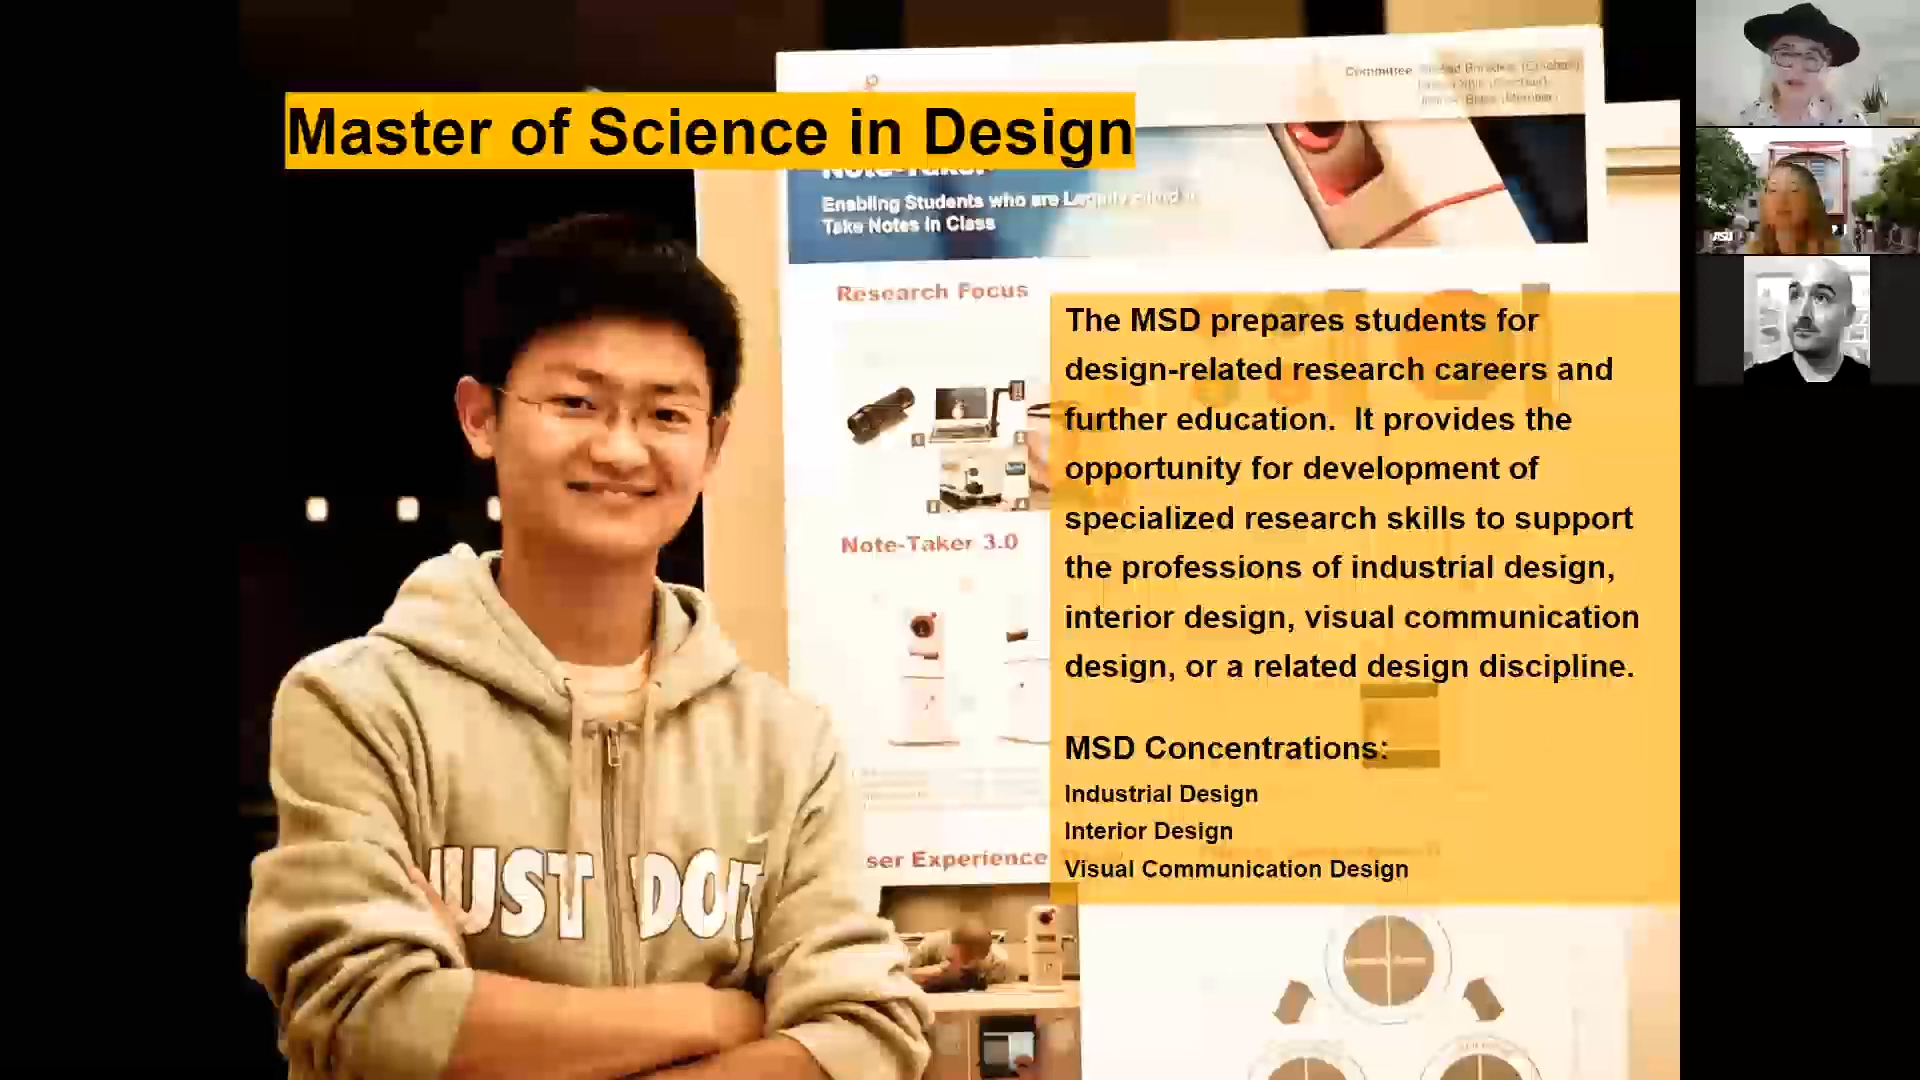 Committee
Master of Science in Design
Enabling Students who are
Take Notes in Class
Research Focus
The MSD prepares students for
design-related research careers and
further education. It provides the
opportunity for development of
specialized research skills to support
the professions of industrial design,
interior design, visual communication
design, or a related design discipline.
Note-Taker 3.0
MSD Concentrations:
Industrial Design
Interior Design
Visual Communication Design
ser Experience
JUST DO IT
ASU